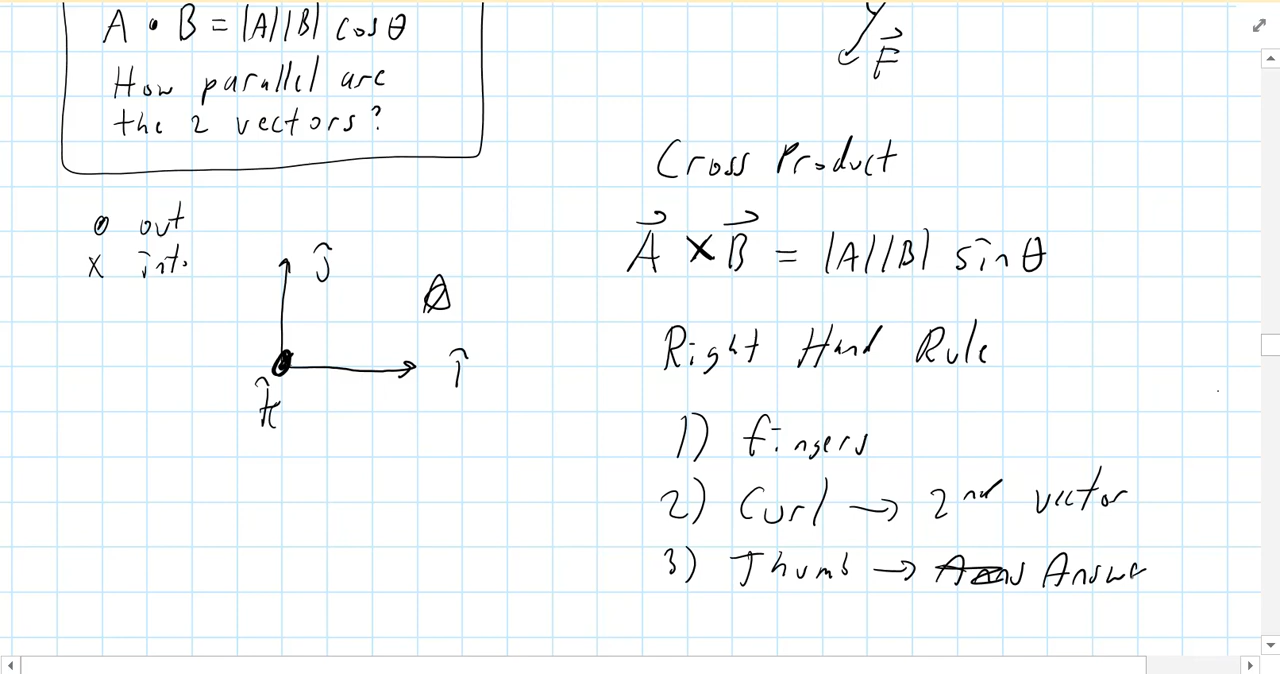 A • B = |A||B| cos θ
How parallel are
the 2 vectors?
out
x into
ĵ
î
k̂
F⃗
Cross Product
A⃗ × B⃗ = |A||B| sin θ
Right Hand Rule
1) fingers
2) Curl → 2nd vector
3) Thumb → Answer